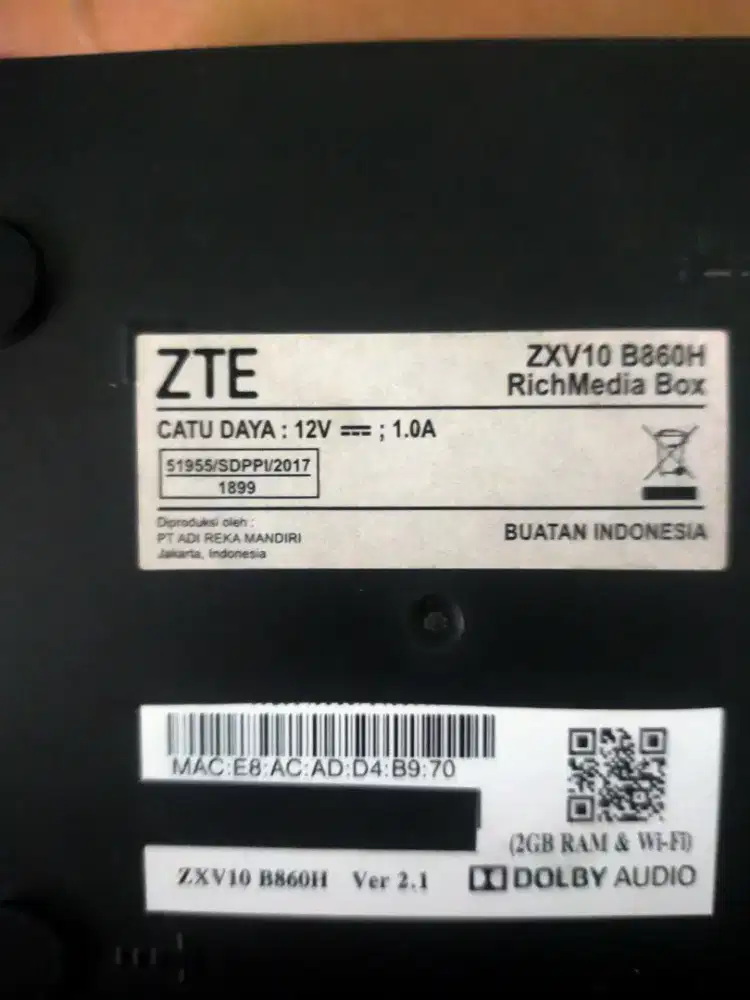 ZTE
ZXV10 B860H
RichMedia Box
CATU DAYA : 12V ⎓ ; 1.0A
51955/SDPPI/2017
1899
Diproduksi oleh :
PT ADI REKA MANDIRI
Jakarta, Indonesia
BUATAN INDONESIA
MAC:E8:AC:AD:D4:B9:70
(2GB RAM & Wi-Fi)
ZXV10 B860H Ver 2.1
DOLBY AUDIO